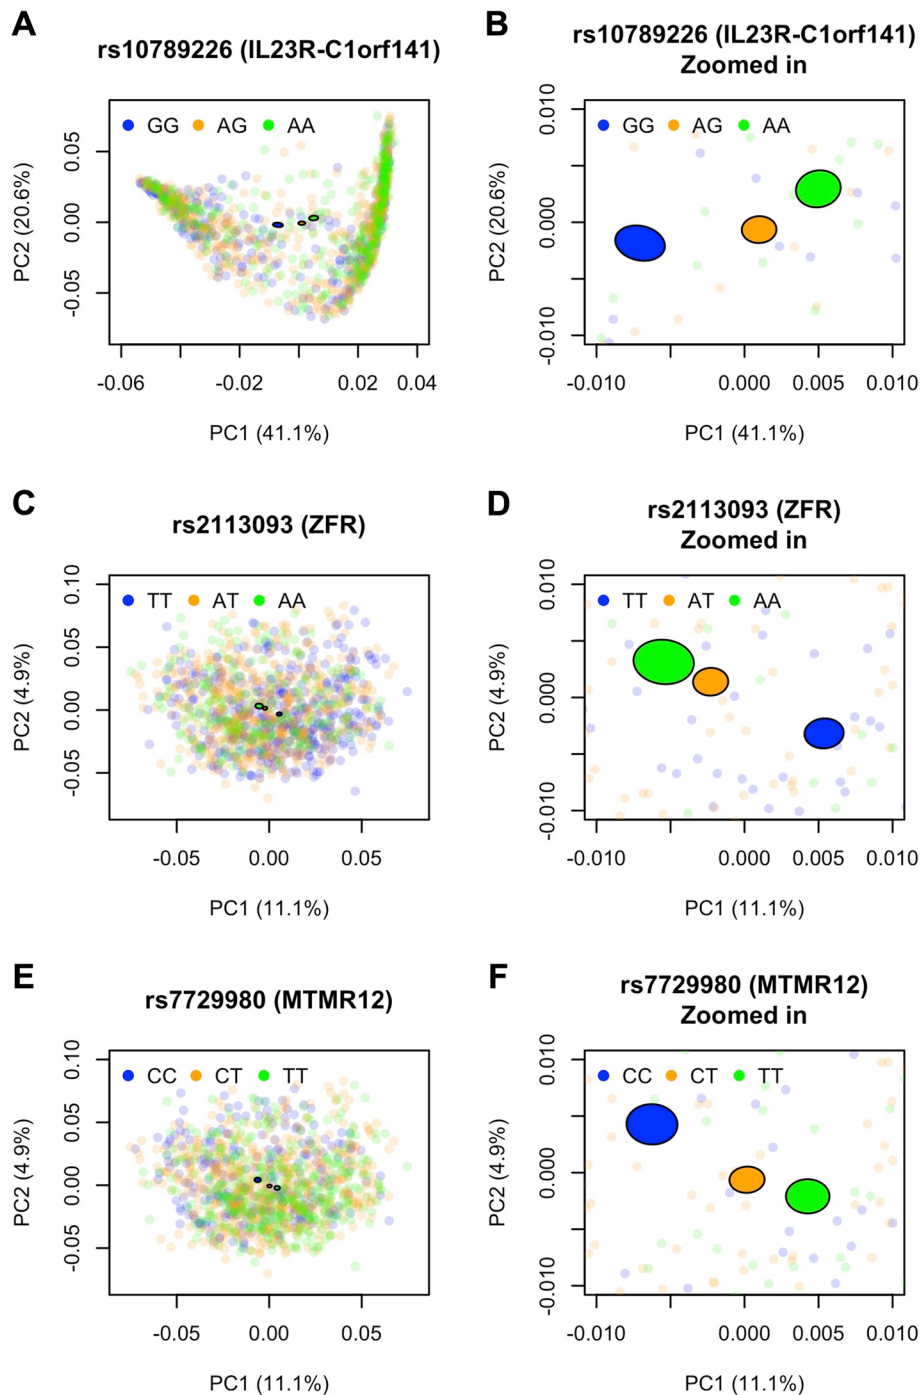 A
rs10789226 (IL23R-C1orf141)
GG AG AA
PC2 (20.6%)
0.05
0.00
-0.05
-0.06 -0.02 0.02 0.04
PC1 (41.1%)
B
rs10789226 (IL23R-C1orf141)
Zoomed in
GG AG AA
PC2 (20.6%)
0.010
0.000
-0.010
-0.010 0.000 0.005 0.010
PC1 (41.1%)
C
rs2113093 (ZFR)
TT AT AA
PC2 (4.9%)
0.10
0.05
0.00
-0.05
-0.05 0.00 0.05
PC1 (11.1%)
D
rs2113093 (ZFR)
Zoomed in
TT AT AA
PC2 (4.9%)
0.010
0.000
-0.010
-0.010 0.000 0.005 0.010
PC1 (11.1%)
E
rs7729980 (MTMR12)
CC CT TT
PC2 (4.9%)
0.10
0.05
0.00
-0.05
-0.05 0.00 0.05
PC1 (11.1%)
F
rs7729980 (MTMR12)
Zoomed in
CC CT TT
PC2 (4.9%)
0.010
0.000
-0.010
-0.010 0.000 0.005 0.010
PC1 (11.1%)